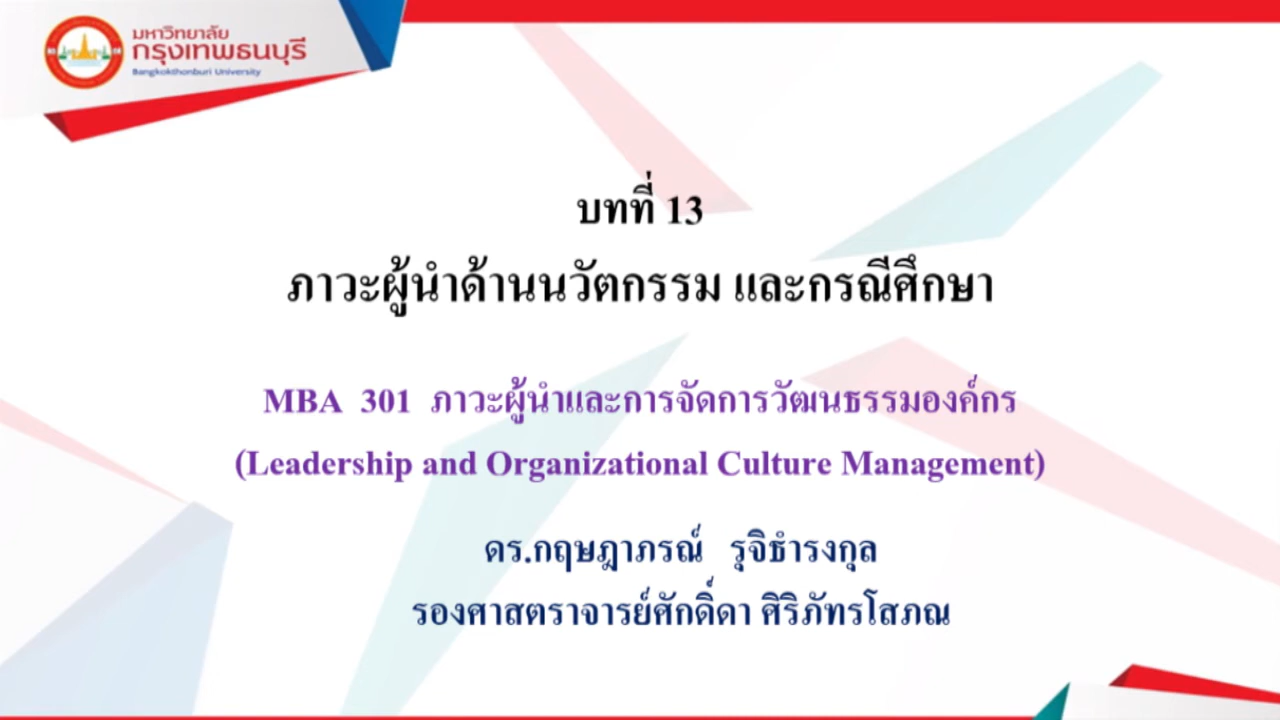 มหาวิทยาลัย
กรุงเทพธนบุรี
Bangkokthonburi University
บทที่ 13
ภาวะผู้นำด้านนวัตกรรม และกรณีศึกษา
MBA 301 ภาวะผู้นำและการจัดการวัฒนธรรมองค์กร
(Leadership and Organizational Culture Management)
ดร.กฤษฎาภรณ์ รุจิธำรงกุล
รองศาสตราจารย์ศักดิ์ดา ศิริภัทรโสภณ